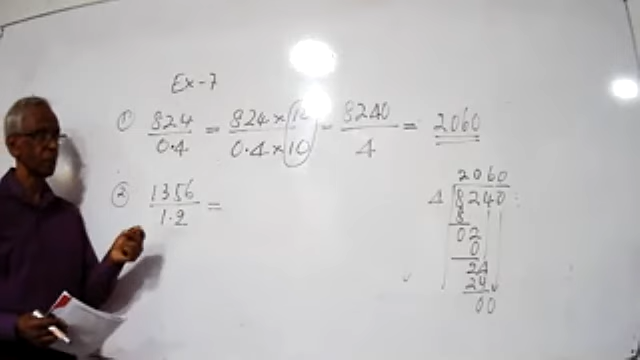 Ex-7
① 824/0.4 = 824×10/0.4×10 = 8240/4 = 2060
② 1356/1.2 =
2060
4 8240
8
02
0
24
24
00